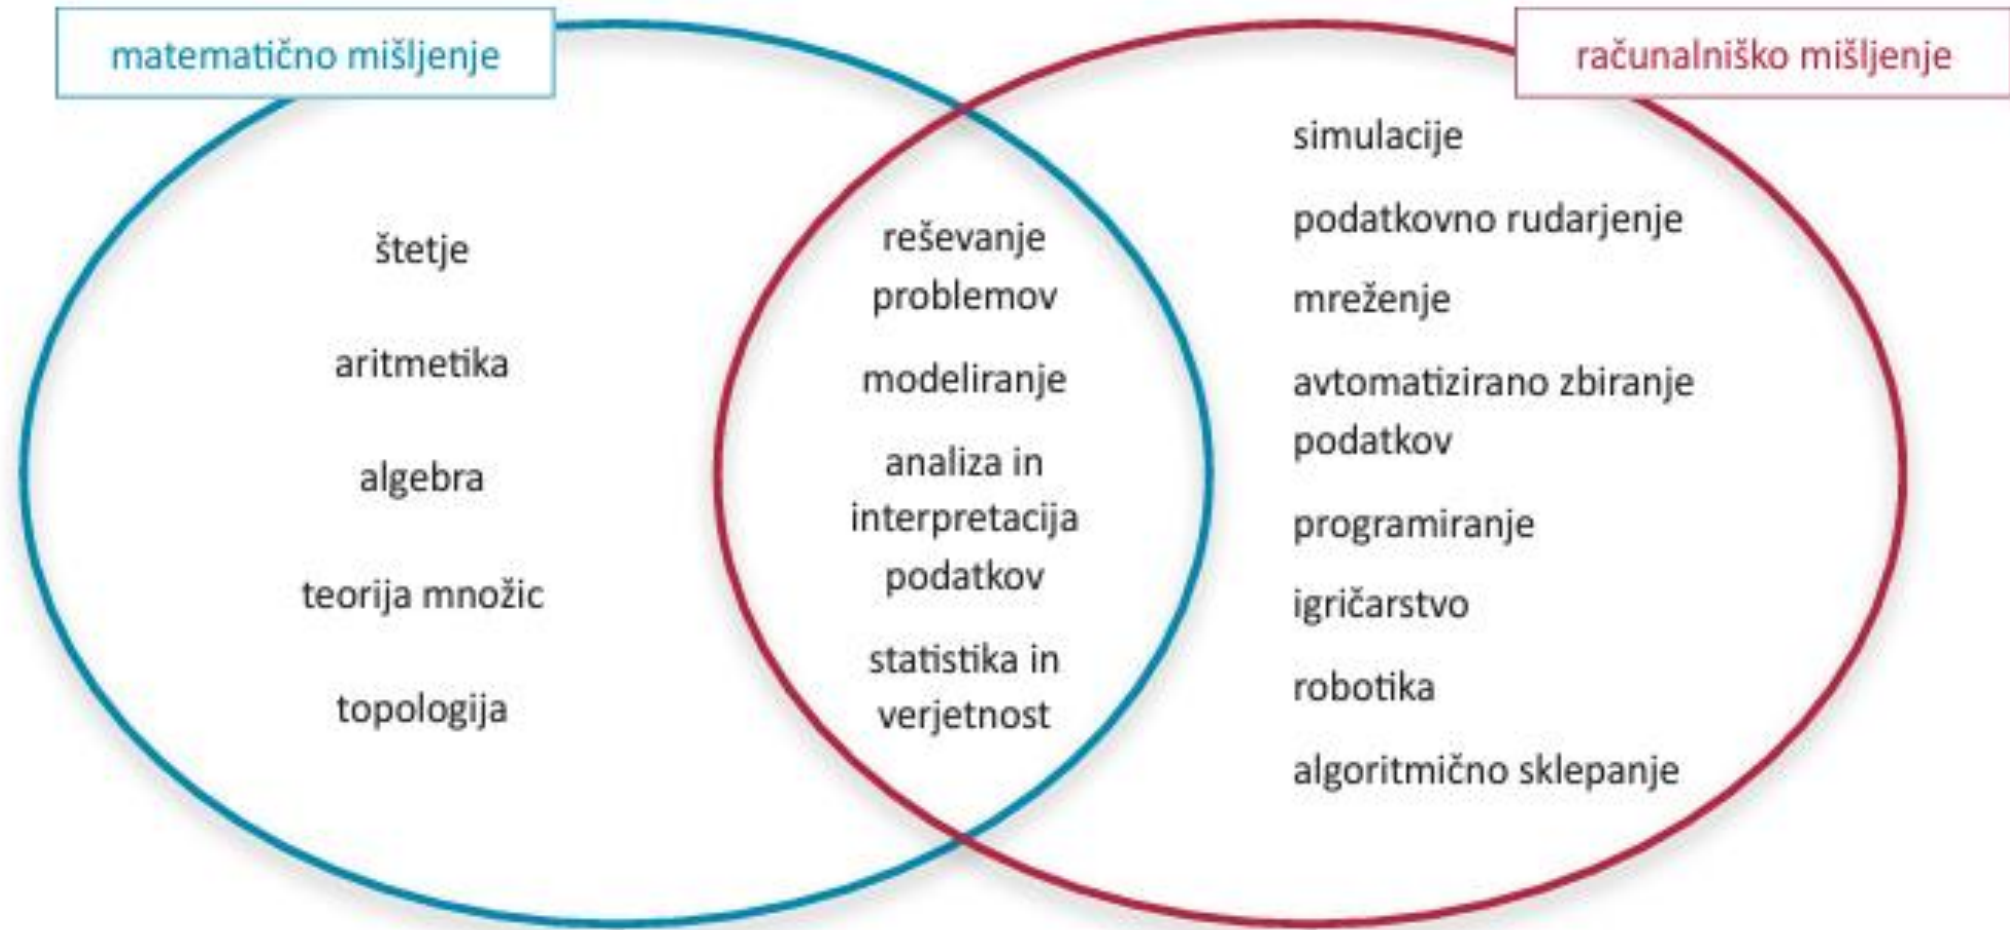 matematično mišljenje
računalniško mišljenje
štetje
aritmetika
algebra
teorija množic
topologija
reševanje
problemov
modeliranje
analiza in
interpretacija
podatkov
statistika in
verjetnost
simulacije
podatkovno rudarjenje
mreženje
avtomatizirano zbiranje
podatkov
programiranje
igričarstvo
robotika
algoritmično sklepanje